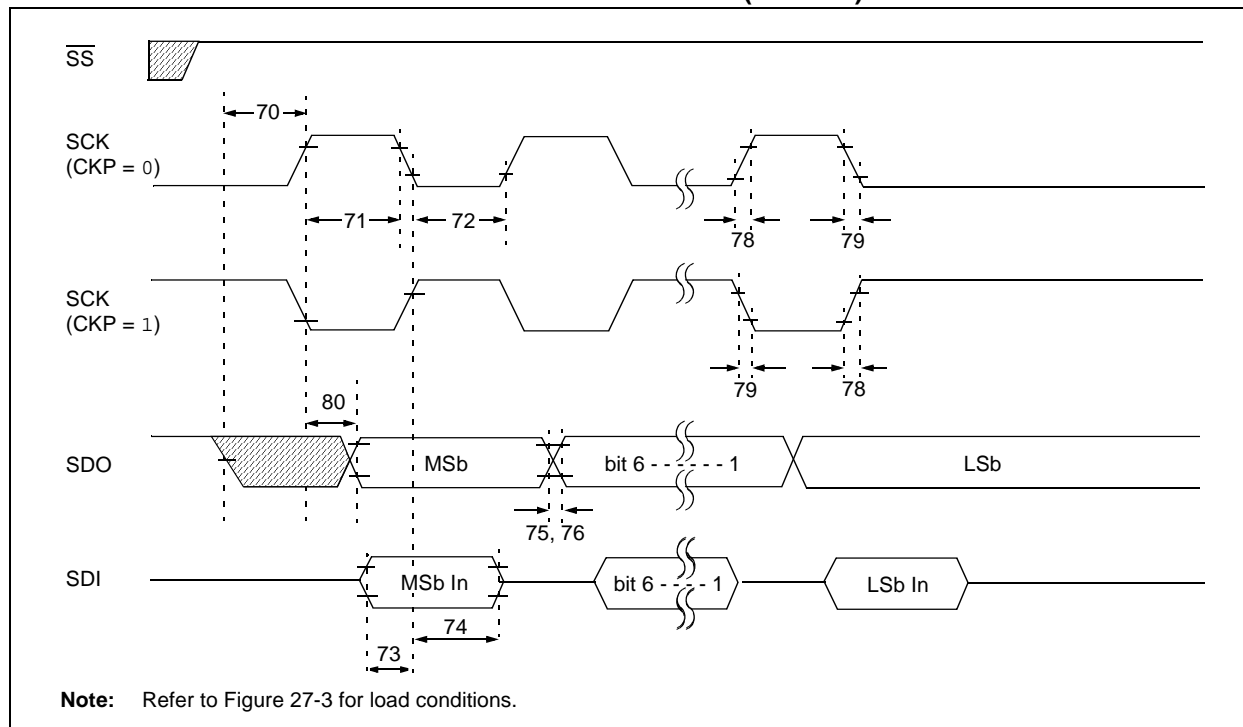 SS
70
SCK
(CKP = 0)
71
72
78
79
SCK
(CKP = 1)
79
78
80
SDO
MSb
bit 6 - - - - - - 1
LSb
75, 76
SDI
MSb In
bit 6 - - - - 1
LSb In
74
73
Note: Refer to Figure 27-3 for load conditions.